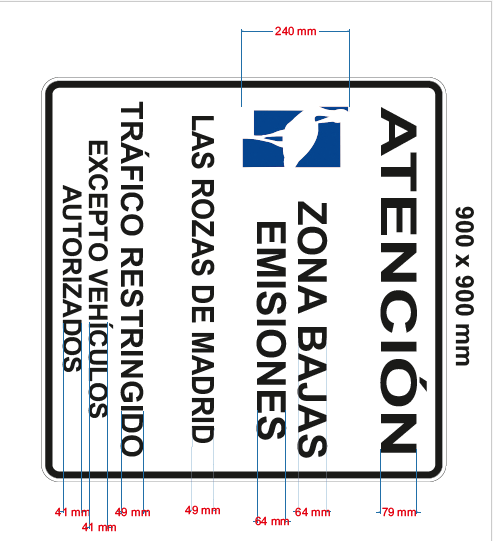 900 x 900 mm
ATENCIÓN
ZONA BAJAS
EMISIONES
LAS ROZAS DE MADRID
TRÁFICO RESTRINGIDO
EXCEPTO VEHÍCULOS
AUTORIZADOS
240 mm
41 mm
41 mm
49 mm
49 mm
64 mm
64 mm
79 mm